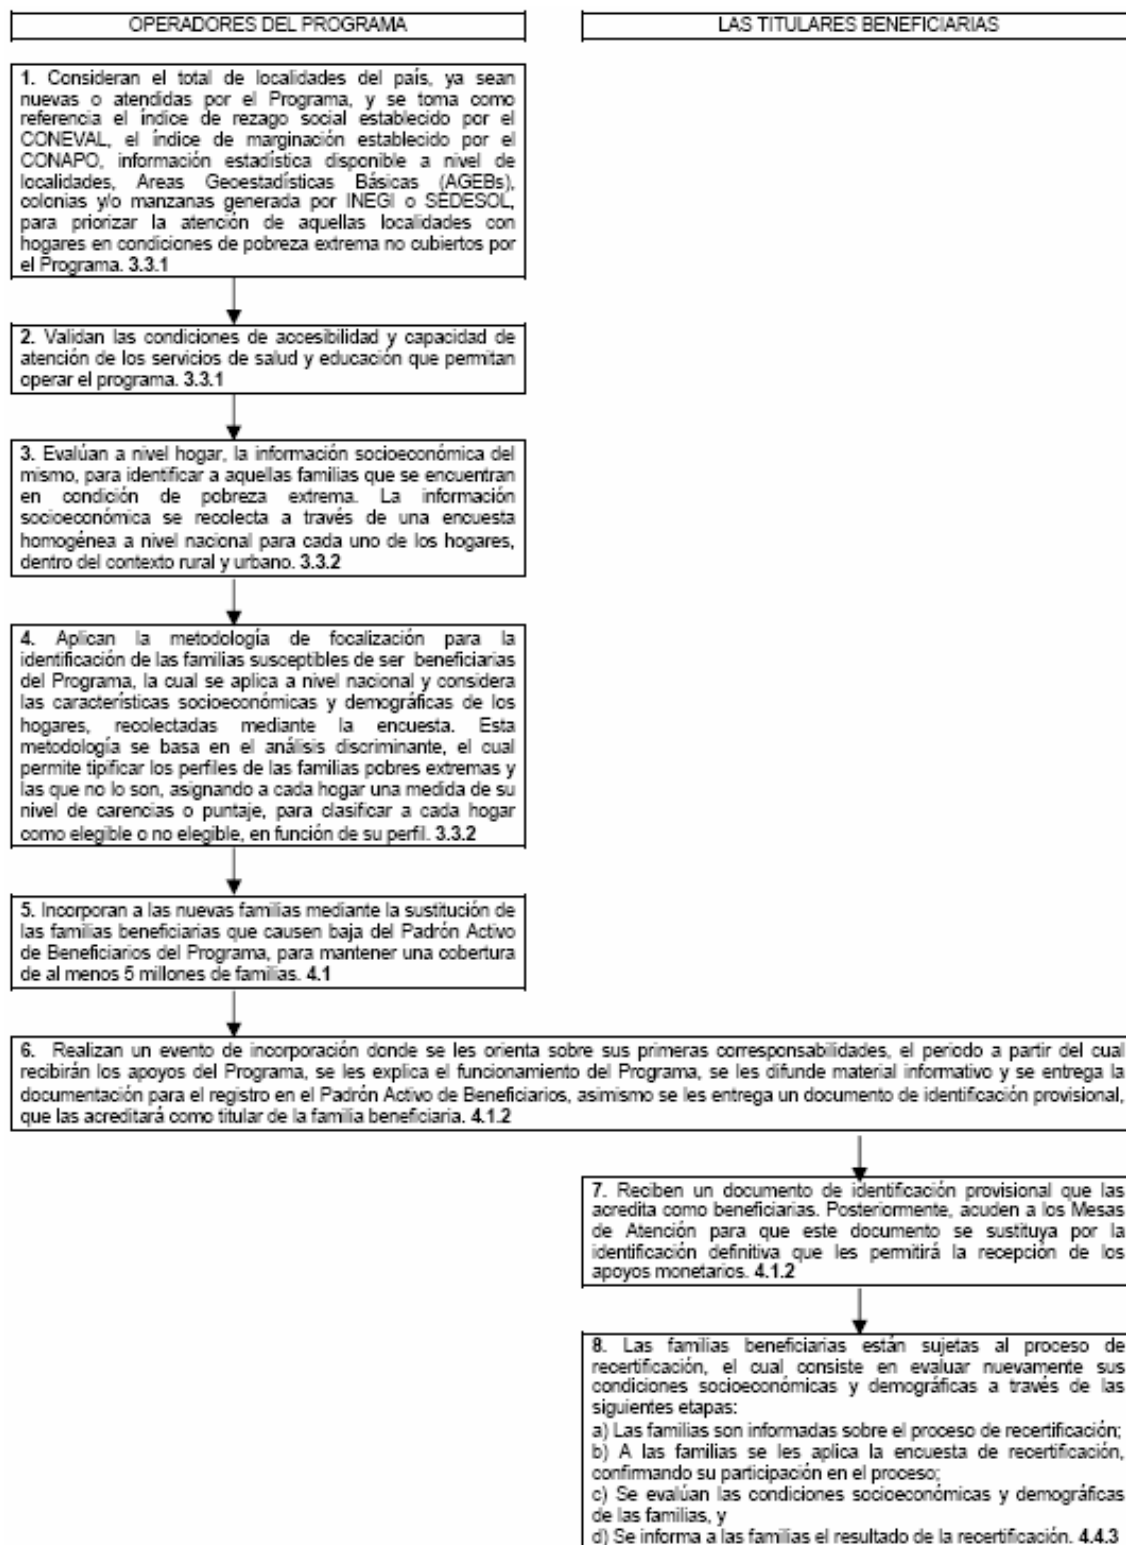 OPERADORES DEL PROGRAMA
LAS TITULARES BENEFICIARIAS
1. Consideran el total de localidades del país, ya sean
nuevas o atendidas por el Programa, y se toma como
referencia el índice de rezago social establecido por el
CONEVAL, el índice de marginación establecido por el
CONAPO, información estadística disponible a nivel de
localidades, Areas Geoestadísticas Básicas (AGEBs),
colonias y/o manzanas generada por INEGI o SEDESOL,
para priorizar la atención de aquellas localidades con
hogares en condiciones de pobreza extrema no cubiertos por
el Programa. 3.3.1
2. Validan las condiciones de accesibilidad y capacidad de
atención de los servicios de salud y educación que permitan
operar el programa. 3.3.1
3. Evalúan a nivel hogar, la información socioeconómica del
mismo, para identificar a aquellas familias que se encuentran
en condición de pobreza extrema. La información
socioeconómica se recolecta a través de una encuesta
homogénea a nivel nacional para cada uno de los hogares,
dentro del contexto rural y urbano. 3.3.2
4. Aplican la metodología de focalización para la
identificación de las familias susceptibles de ser beneficiarias
del Programa, la cual se aplica a nivel nacional y considera
las características socioeconómicas y demográficas de los
hogares, recolectadas mediante la encuesta. Esta
metodología se basa en el análisis discriminante, el cual
permite tipificar los perfiles de las familias pobres extremas y
las que no lo son, asignando a cada hogar una medida de su
nivel de carencias o puntaje, para clasificar a cada hogar
como elegible o no elegible, en función de su perfil. 3.3.2
5. Incorporan a las nuevas familias mediante la sustitución de
las familias beneficiarias que causen baja del Padrón Activo
de Beneficiarios del Programa, para mantener una cobertura
de al menos 5 millones de familias. 4.1
6. Realizan un evento de incorporación donde se les orienta sobre sus primeras corresponsabilidades, el periodo a partir del cual
recibirán los apoyos del Programa, se les explica el funcionamiento del Programa, se les difunde material informativo y se entrega la
documentación para el registro en el Padrón Activo de Beneficiarios, asimismo se les entrega un documento de identificación provisional,
que las acreditará como titular de la familia beneficiaria. 4.1.2
7. Reciben un documento de identificación provisional que las
acredita como beneficiarias. Posteriormente, acuden a los Mesas
de Atención para que este documento se sustituya por la
identificación definitiva que les permitirá la recepción de los
apoyos monetarios. 4.1.2
8. Las familias beneficiarias están sujetas al proceso de
recertificación, el cual consiste en evaluar nuevamente sus
condiciones socioeconómicas y demográficas a través de las
siguientes etapas:
a) Las familias son informadas sobre el proceso de recertificación;
b) A las familias se les aplica la encuesta de recertificación,
confirmando su participación en el proceso;
c) Se evalúan las condiciones socioeconómicas y demográficas
de las familias, y
d) Se informa a las familias el resultado de la recertificación. 4.4.3